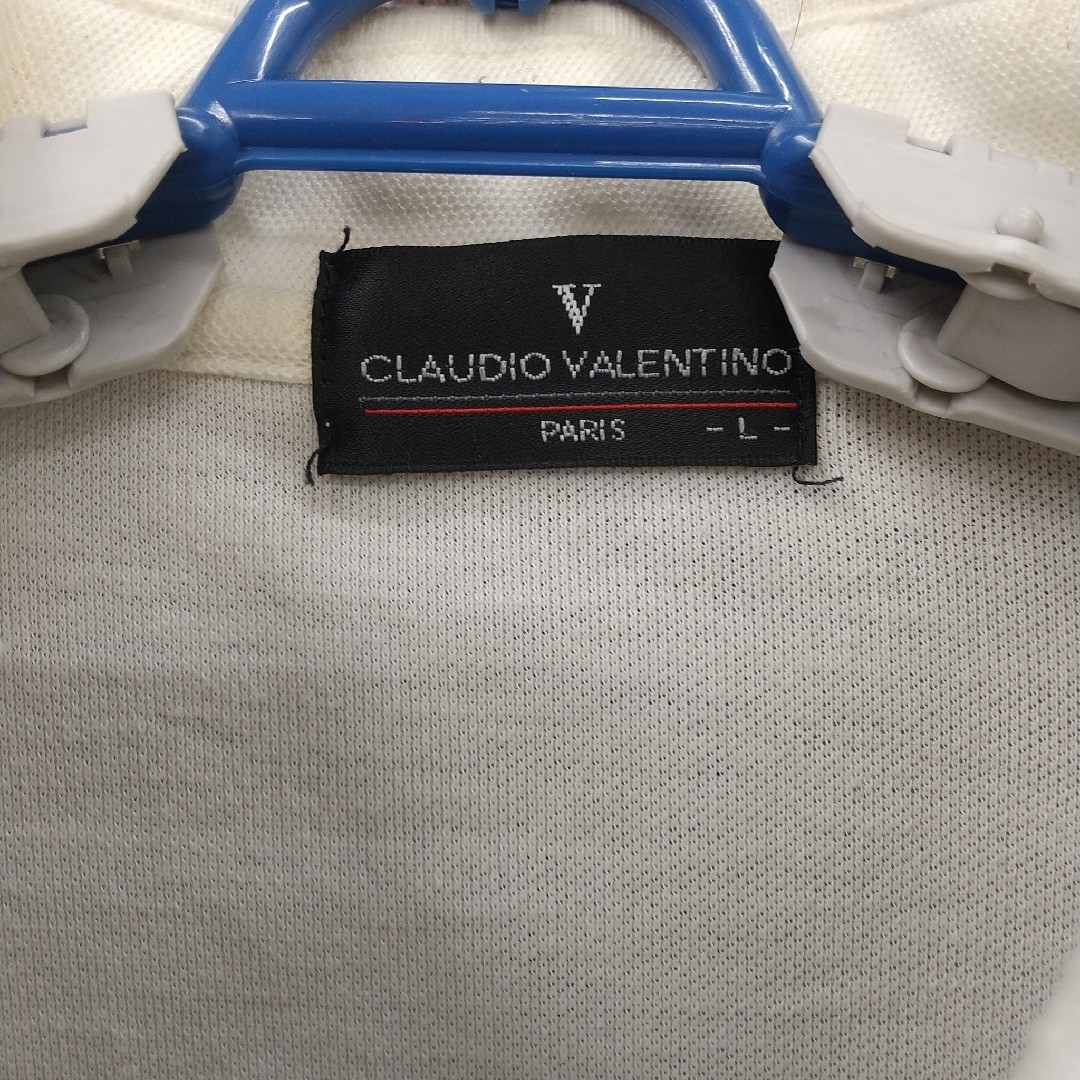 V
CLAUDIO VALENTINO
PARIS - L -